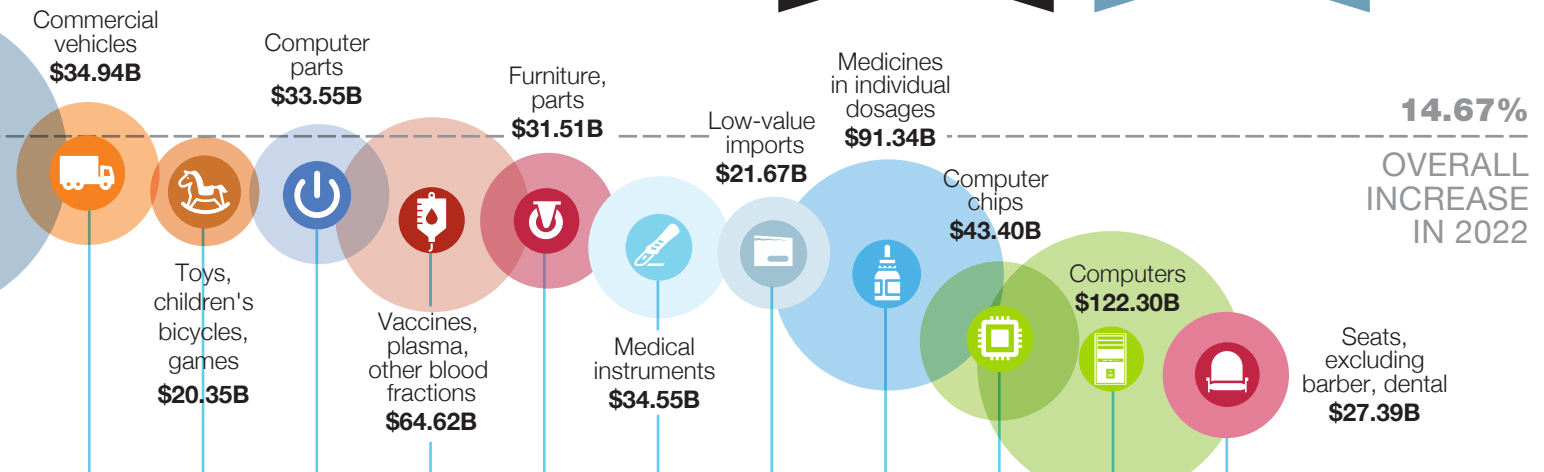 Commercial
vehicles
$34.94B
Toys,
children's
bicycles,
games
$20.35B
Computer
parts
$33.55B
Vaccines,
plasma,
other blood
fractions
$64.62B
Furniture,
parts
$31.51B
Medical
instruments
$34.55B
Low-value
imports
$21.67B
Medicines
in individual
dosages
$91.34B
Computer
chips
$43.40B
Computers
$122.30B
Seats,
excluding
barber, dental
$27.39B
14.67%
OVERALL
INCREASE
IN 2022